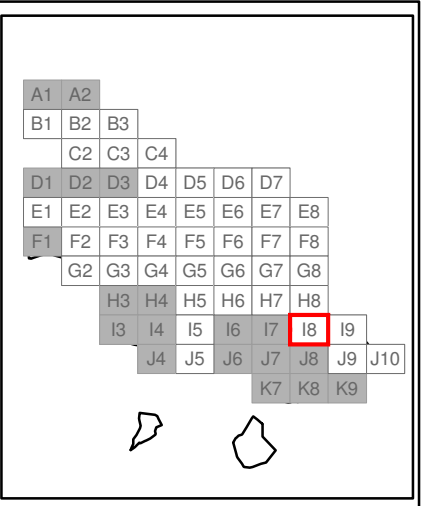 A1 A2
B1 B2 B3
C2 C3 C4
D1 D2 D3 D4 D5 D6 D7
E1 E2 E3 E4 E5 E6 E7 E8
F1 F2 F3 F4 F5 F6 F7 F8
G2 G3 G4 G5 G6 G7 G8
H3 H4 H5 H6 H7 H8
I3 I4 I5 I6 I7 I8 I9
J4 J5 J6 J7 J8 J9 J10
K7 K8 K9